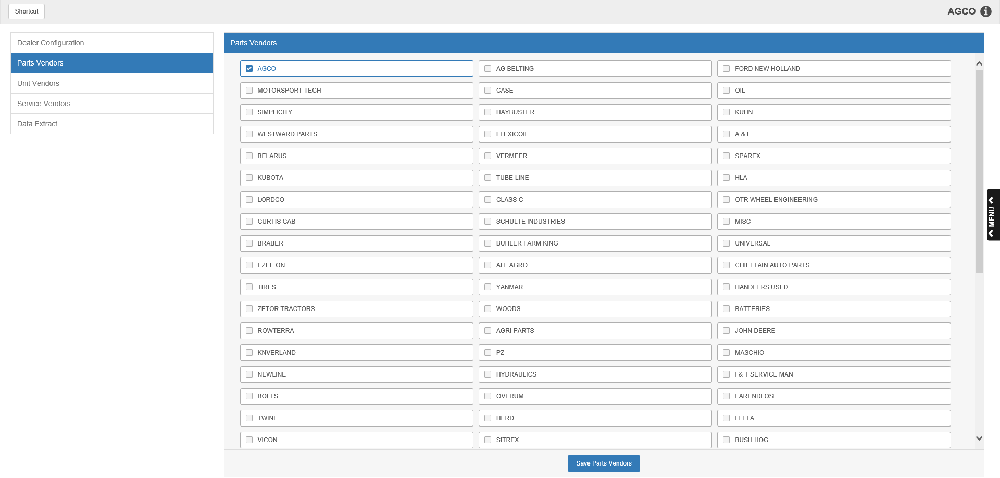 Shortcut
AGCO
Dealer Configuration
Parts Vendors
Unit Vendors
Service Vendors
Data Extract
Parts Vendors
AGCO
AG BELTING
FORD NEW HOLLAND
MOTORSPORT TECH
CASE
OIL
SIMPLICITY
HAYBUSTER
KUHN
WESTWARD PARTS
FLEXICOIL
A & I
BELARUS
VERMEER
SPAREX
KUBOTA
TUBE-LINE
HLA
LORDCO
CLASS C
OTR WHEEL ENGINEERING
CURTIS CAB
SCHULTE INDUSTRIES
MISC
BRABER
BUHLER FARM KING
UNIVERSAL
EZEE ON
ALL AGRO
CHIEFTAIN AUTO PARTS
TIRES
YANMAR
HANDLERS USED
ZETOR TRACTORS
WOODS
BATTERIES
ROWTERRA
AGRI PARTS
JOHN DEERE
KNVERLAND
PZ
MASCHIO
NEWLINE
HYDRAULICS
I & T SERVICE MAN
BOLTS
OVERUM
FARENDLOSE
TWINE
HERD
FELLA
VICON
SITREX
BUSH HOG
Save Parts Vendors
MENU